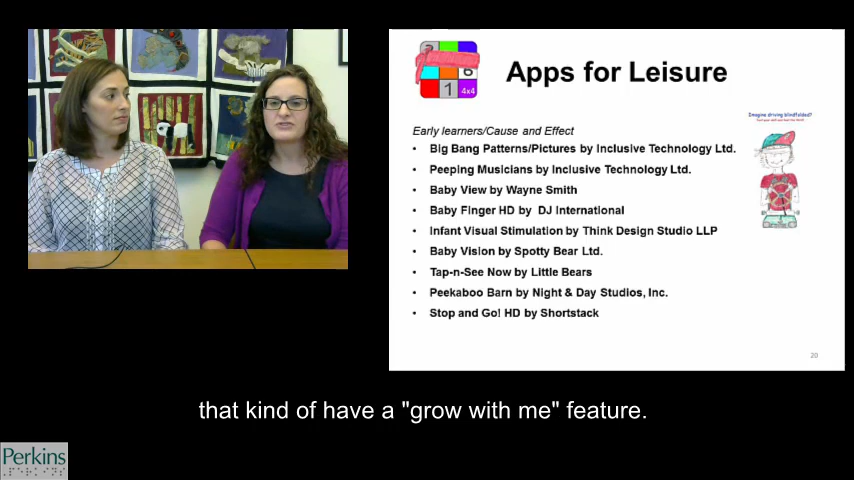 Apps for Leisure
6
1
4x4
Imagine driving blindfolded?
Early learners/Cause and Effect
• Big Bang Patterns/Pictures by Inclusive Technology Ltd.
• Peeping Musicians by Inclusive Technology Ltd.
• Baby View by Wayne Smith
• Baby Finger HD by DJ International
• Infant Visual Stimulation by Think Design Studio LLP
• Baby Vision by Spotty Bear Ltd.
• Tap-n-See Now by Little Bears
• Peekaboo Barn by Night & Day Studios, Inc.
• Stop and Go! HD by Shortstack
20
that kind of have a "grow with me" feature.
Perkins